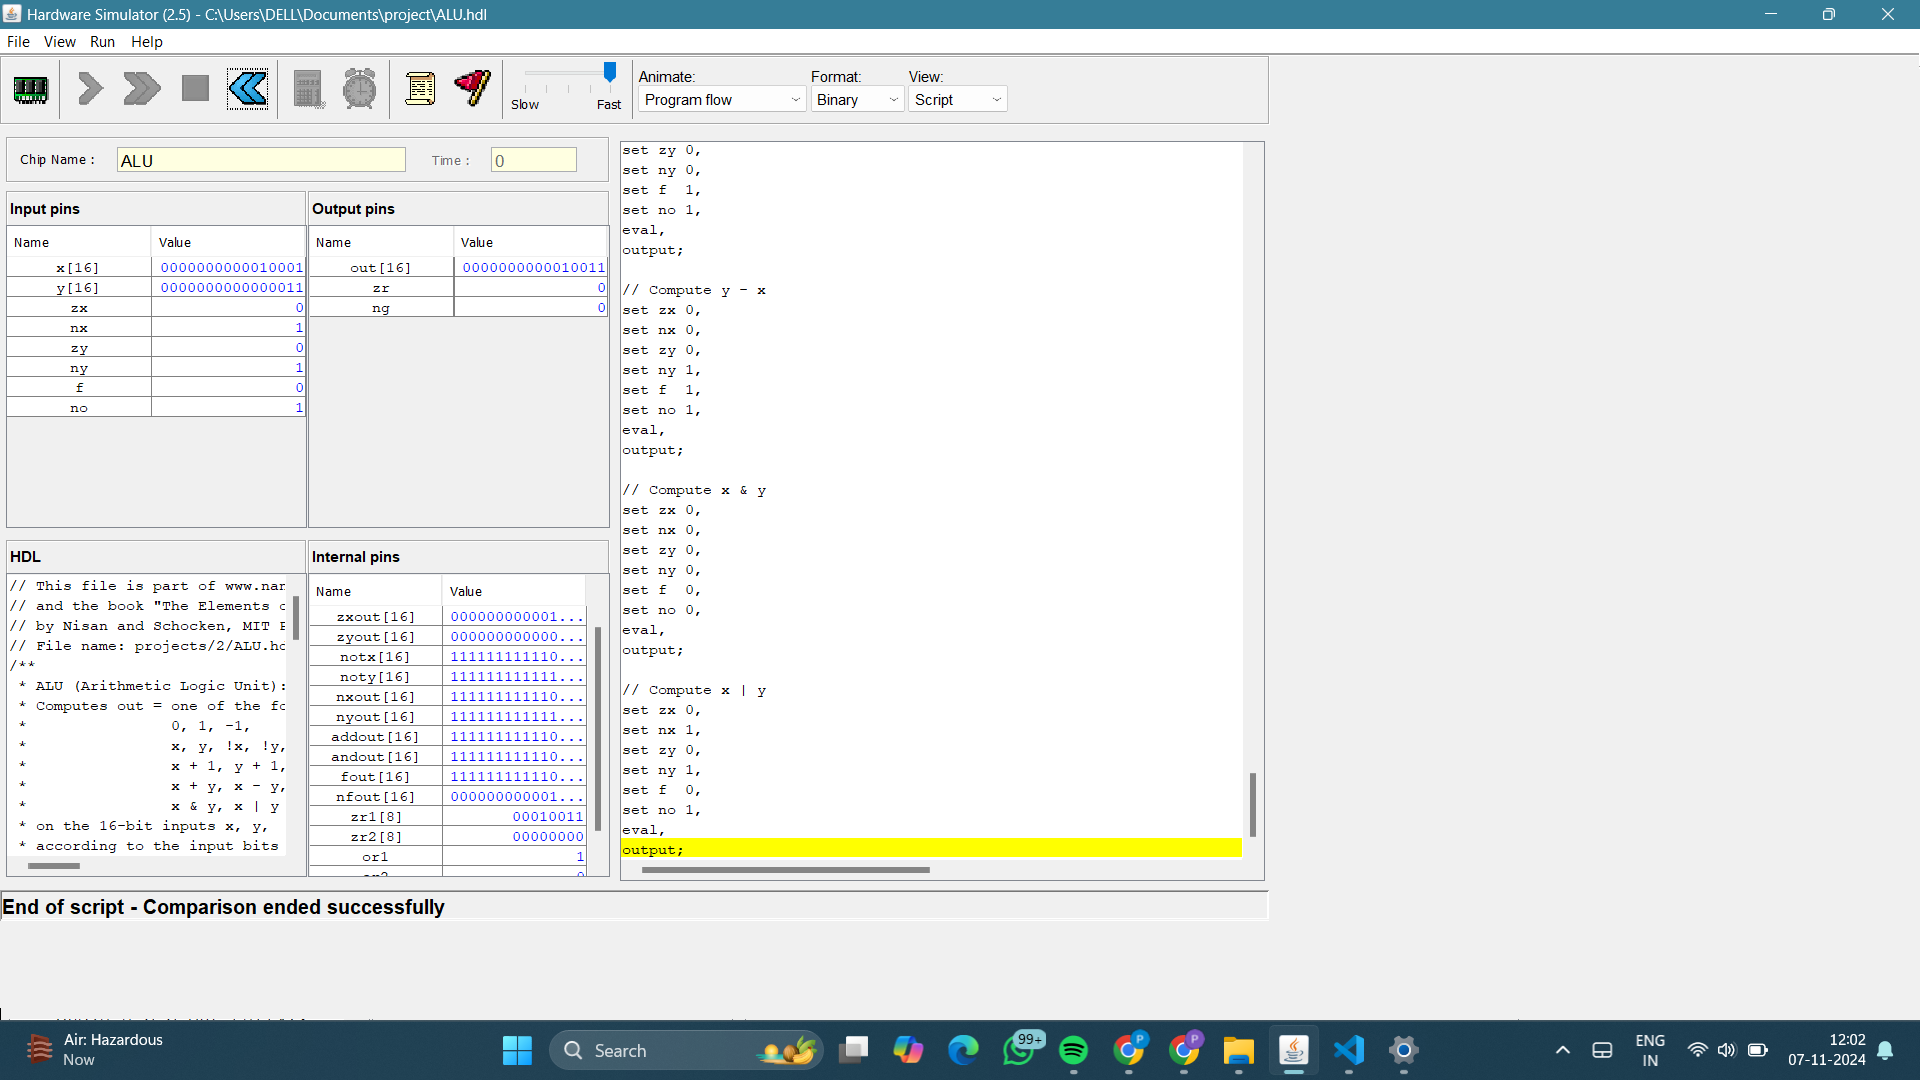 Hardware Simulator (2.5) - C:\Users\DELL\Documents\project\ALU.hdl
File View Run Help
Slow Fast
Animate: Format: View:
Program flow Binary Script
Chip Name : ALU Time : 0
Input pins
Name Value
x[16] 0000000000010001
y[16] 0000000000000011
zx 0
nx 1
zy 0
ny 1
f 0
no 1
Output pins
Name Value
out[16] 0000000000010011
zr 0
ng 0
HDL
// This file is part of www.nan
// and the book "The Elements o
// by Nisan and Schocken, MIT P
// File name: projects/2/ALU.hd
/**
* ALU (Arithmetic Logic Unit):
* Computes out = one of the fo
* 0, 1, -1,
* x, y, !x, !y,
* x + 1, y + 1,
* x + y, x - y,
* x & y, x | y
* on the 16-bit inputs x, y,
* according to the input bits
Internal pins
Name Value
zxout[16] 000000000001...
zyout[16] 000000000000...
notx[16] 111111111110...
noty[16] 111111111111...
nxout[16] 111111111110...
nyout[16] 111111111111...
addout[16] 111111111110...
andout[16] 111111111110...
fout[16] 111111111110...
nfout[16] 000000000001...
zr1[8] 00010011
zr2[8] 00000000
or1 1
or2 0
set zy 0,
set ny 0,
set f 1,
set no 1,
eval,
output;
// Compute y - x
set zx 0,
set nx 0,
set zy 0,
set ny 1,
set f 1,
set no 1,
eval,
output;
// Compute x & y
set zx 0,
set nx 0,
set zy 0,
set ny 0,
set f 0,
set no 0,
eval,
output;
// Compute x | y
set zx 0,
set nx 1,
set zy 0,
set ny 1,
set f 0,
set no 1,
eval,
output;
End of script - Comparison ended successfully
Air: Hazardous
Now
Search
99+
P
P
ENG
IN
12:02
07-11-2024